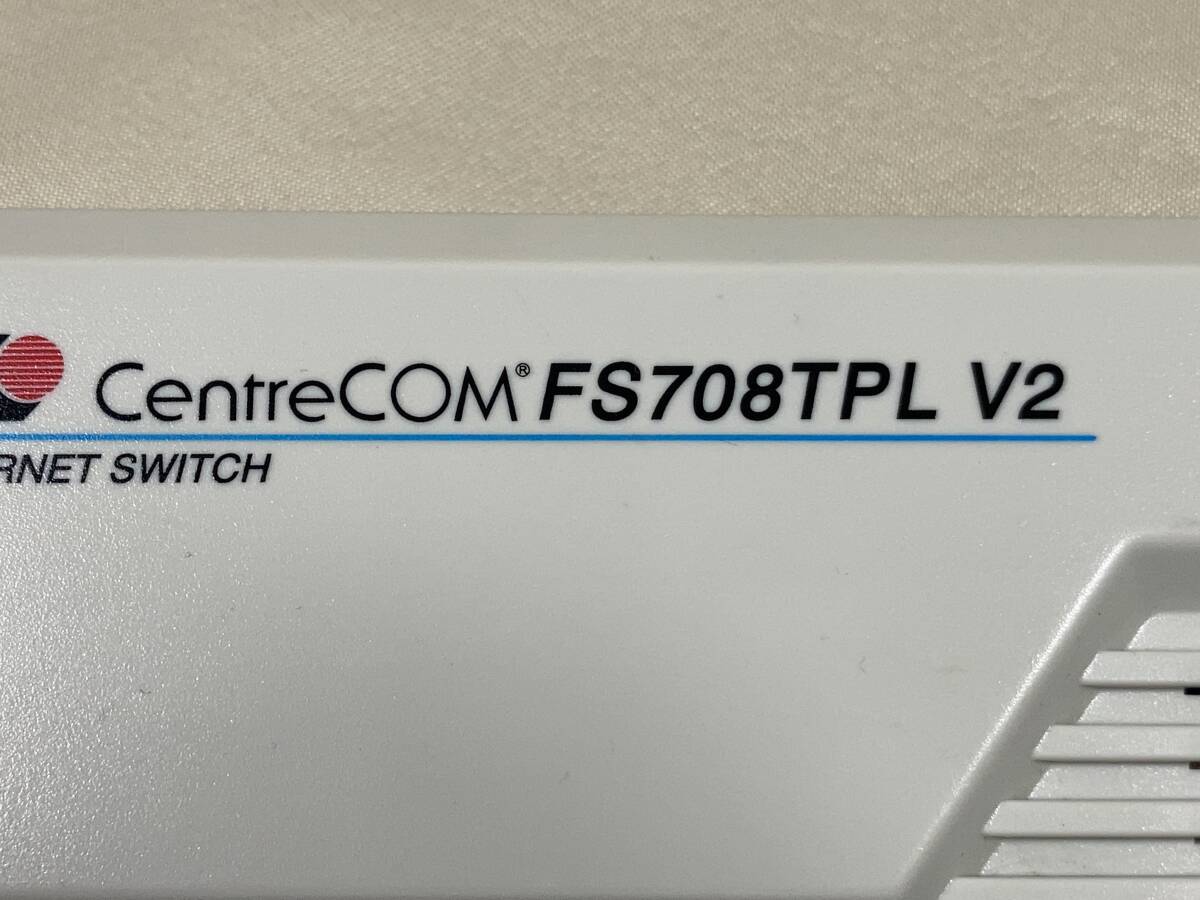 CentreCOM® FS708TPL V2
RNET SWITCH